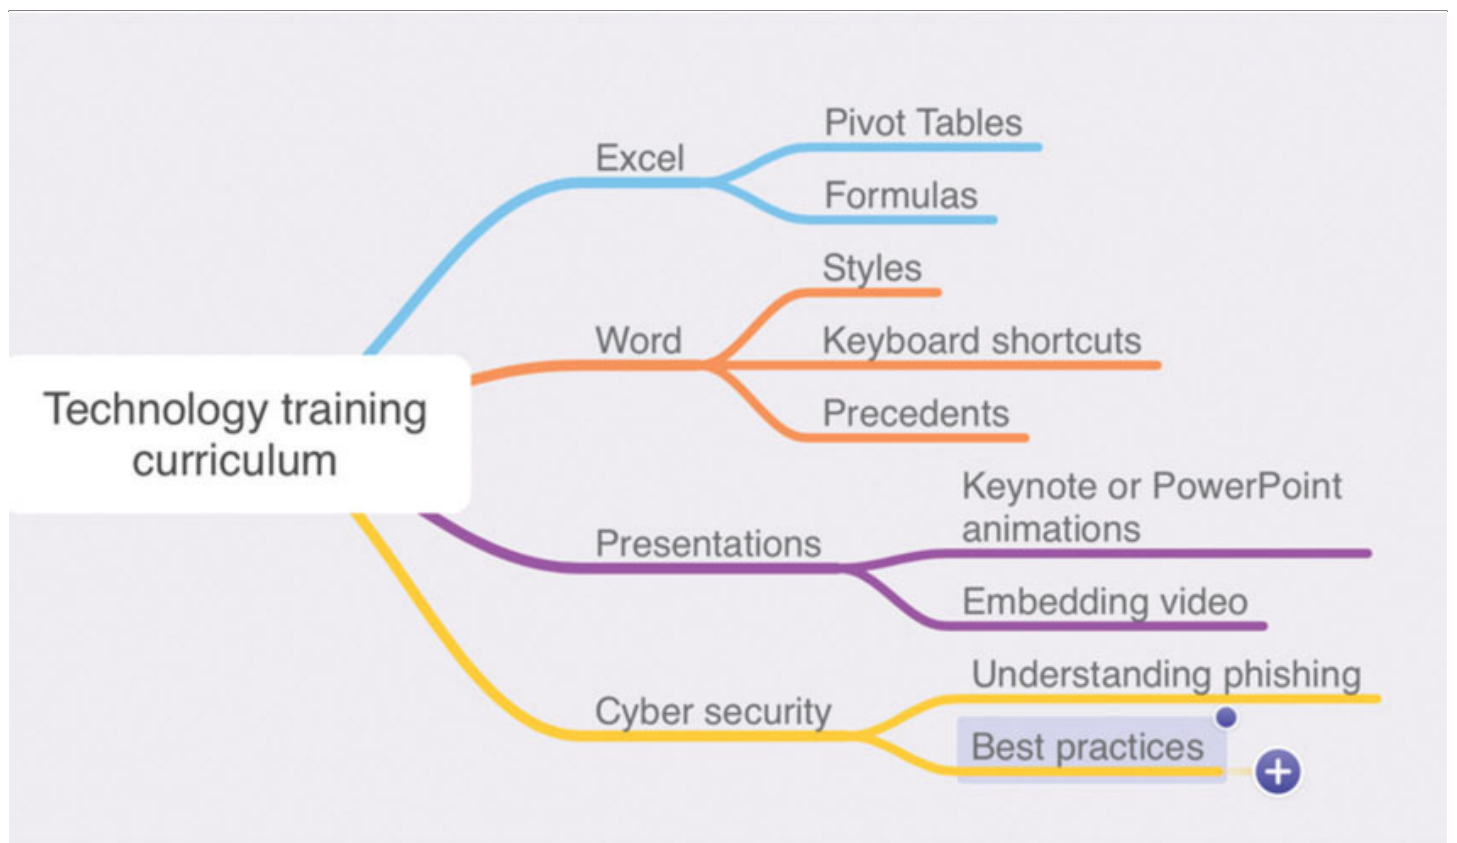 Technology training
curriculum
Excel
Pivot Tables
Formulas
Word
Styles
Keyboard shortcuts
Precedents
Presentations
Keynote or PowerPoint
animations
Embedding video
Cyber security
Understanding phishing
Best practices